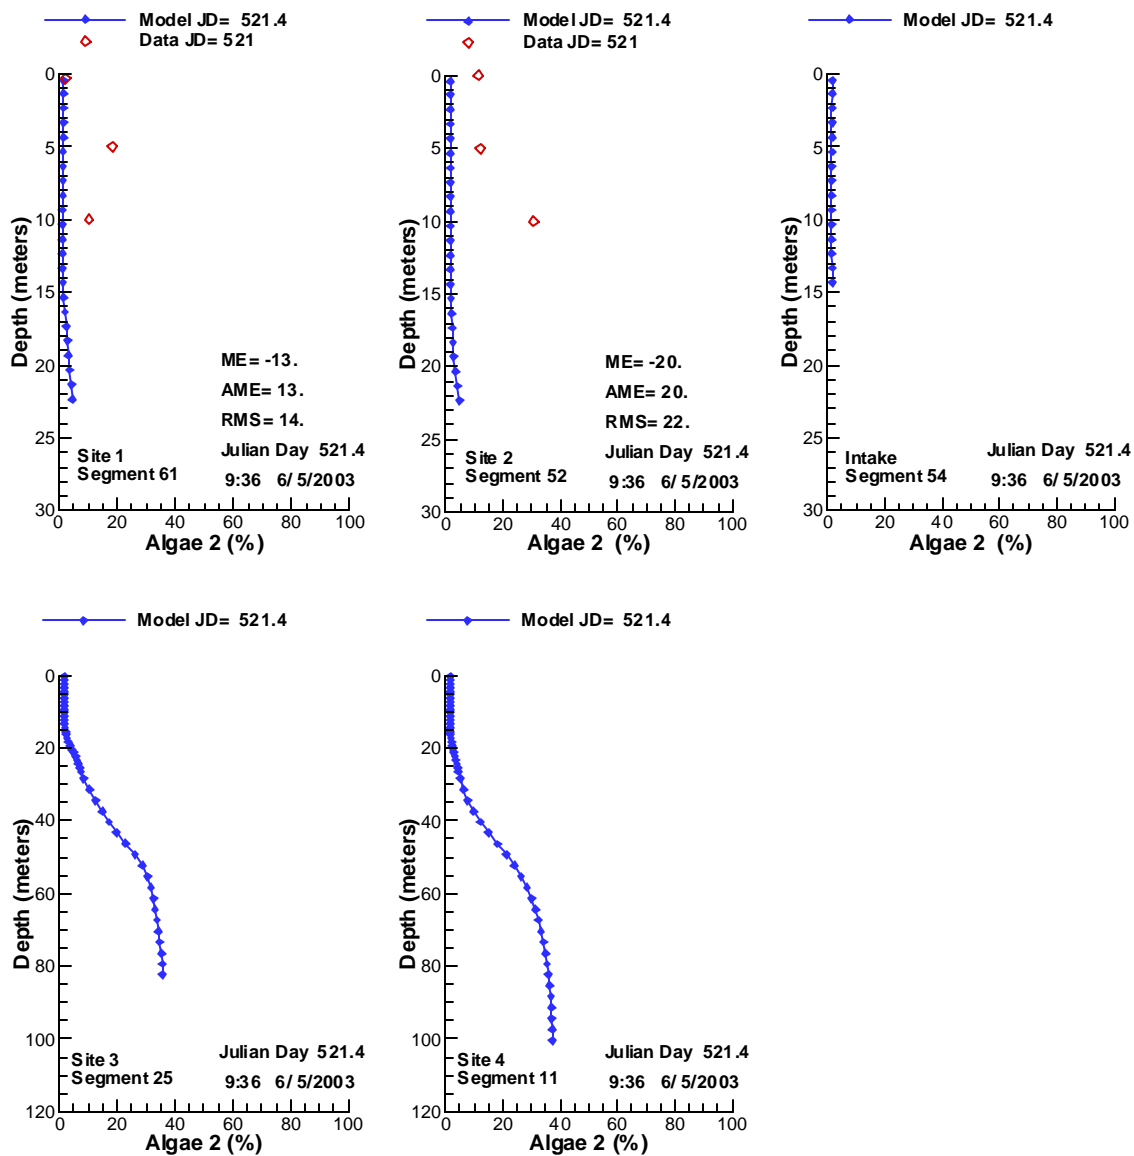 Model JD= 521.4
Data JD= 521
0
5
10
15
20
25
30
Depth (meters)
ME= -13.
AME= 13.
RMS= 14.
Site 1
Segment 61
Julian Day 521.4
9:36 6/ 5/2003
0 20 40 60 80 100
Algae 2 (%)
Model JD= 521.4
Data JD= 521
0
5
10
15
20
25
30
Depth (meters)
ME= -20.
AME= 20.
RMS= 22.
Site 2
Segment 52
Julian Day 521.4
9:36 6/ 5/2003
0 20 40 60 80 100
Algae 2 (%)
Model JD= 521.4
0
5
10
15
20
25
30
Depth (meters)
Intake
Segment 54
Julian Day 521.4
9:36 6/ 5/2003
0 20 40 60 80 100
Algae 2 (%)
Model JD= 521.4
0
20
40
60
80
100
120
Depth (meters)
Site 3
Segment 25
Julian Day 521.4
9:36 6/ 5/2003
0 20 40 60 80 100
Algae 2 (%)
Model JD= 521.4
0
20
40
60
80
100
120
Depth (meters)
Site 4
Segment 11
Julian Day 521.4
9:36 6/ 5/2003
0 20 40 60 80 100
Algae 2 (%)